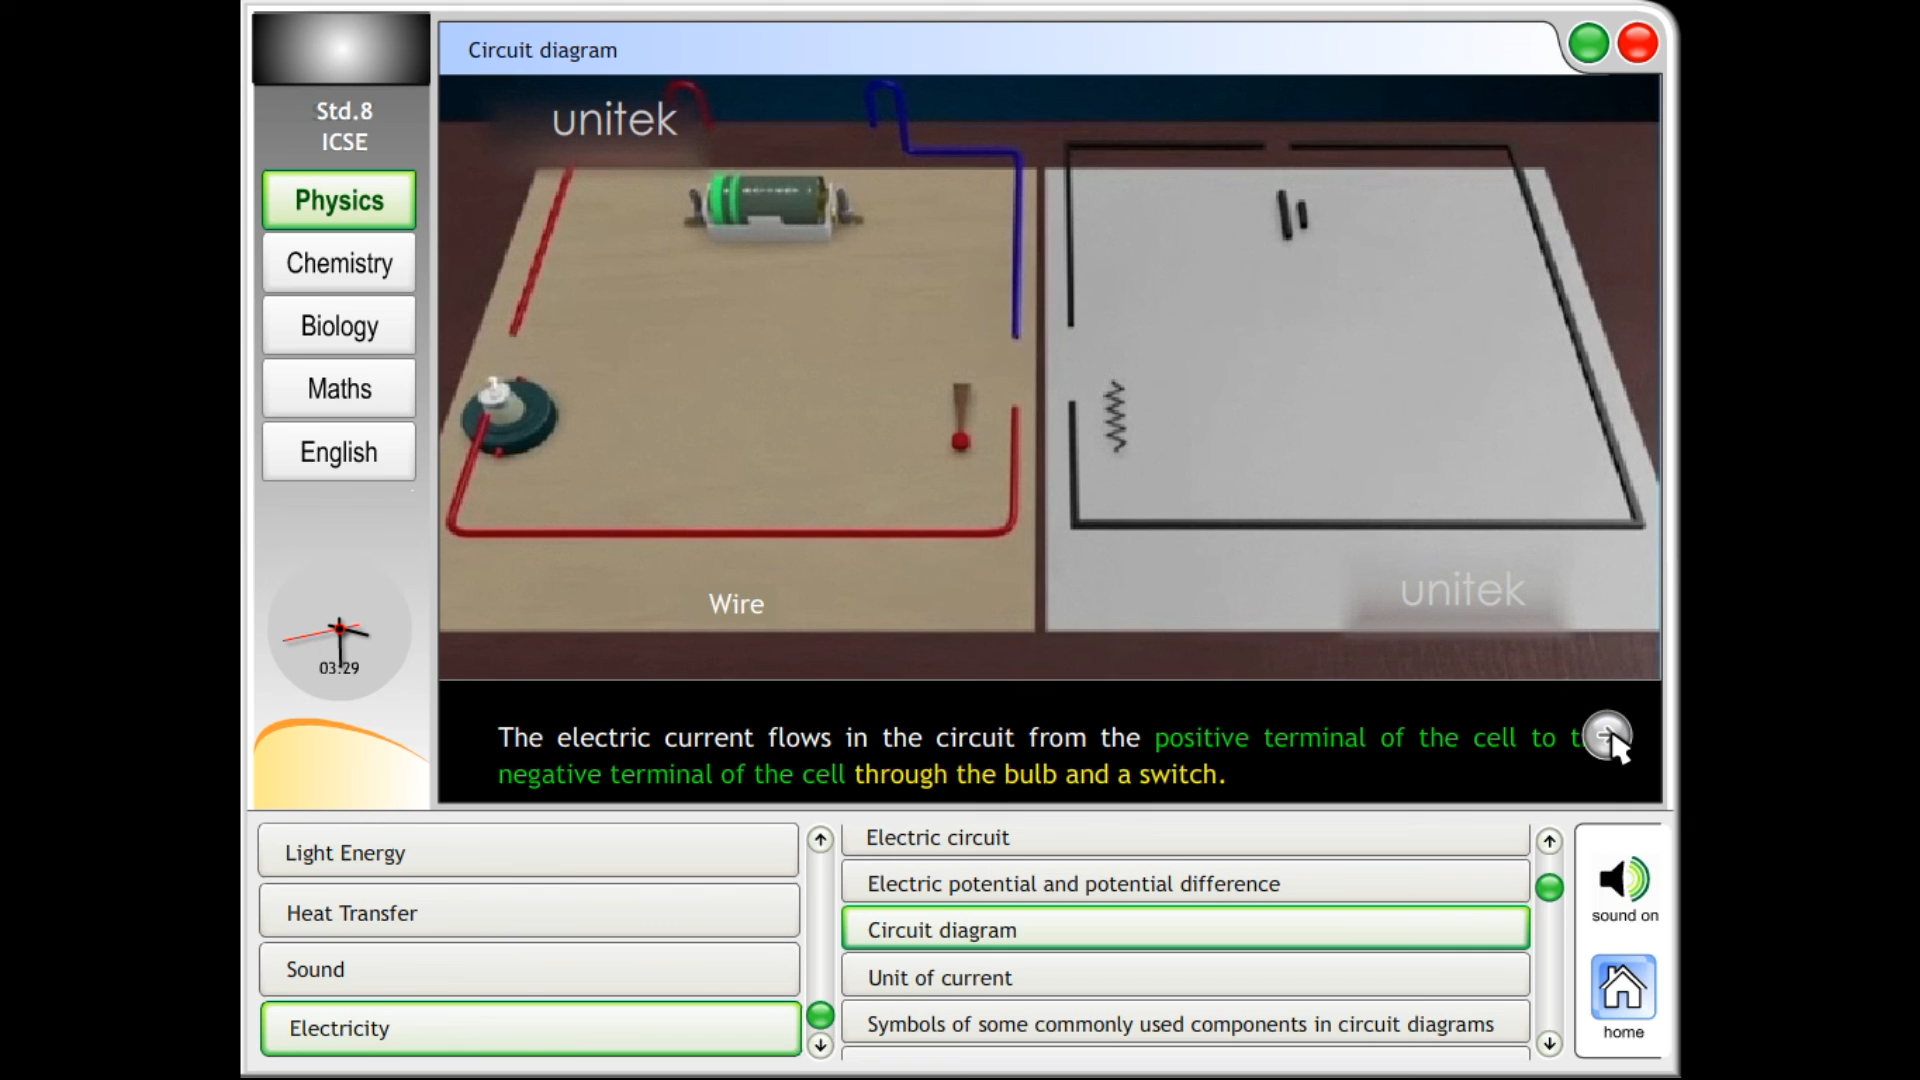 Circuit diagram
Std.8
ICSE
Physics
Chemistry
Biology
Maths
English
03:29
unitek
Wire
unitek
The electric current flows in the circuit from the positive terminal of the cell to
negative terminal of the cell through the bulb and a switch.
Light Energy
Heat Transfer
Sound
Electricity
Electric circuit
Electric potential and potential difference
Circuit diagram
Unit of current
Symbols of some commonly used components in circuit diagrams
sound on
home